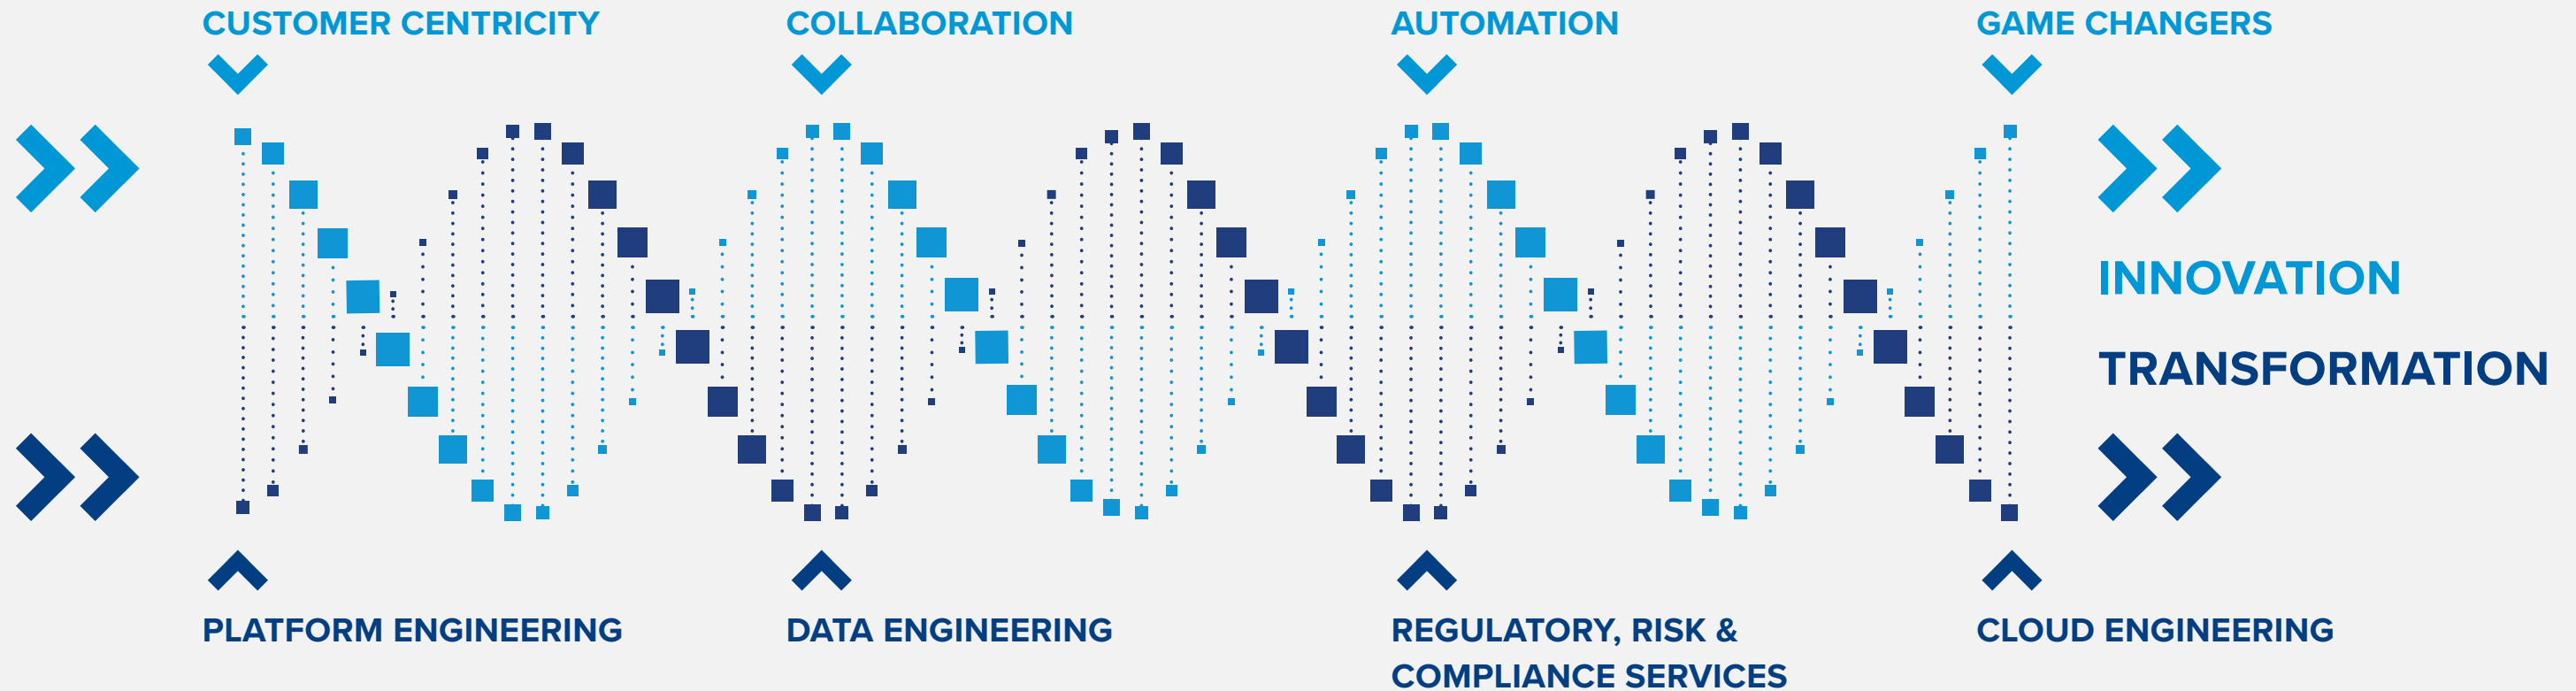 CUSTOMER CENTRICITY
COLLABORATION
AUTOMATION
GAME CHANGERS
INNOVATION
TRANSFORMATION
PLATFORM ENGINEERING
DATA ENGINEERING
REGULATORY, RISK &
COMPLIANCE SERVICES
CLOUD ENGINEERING